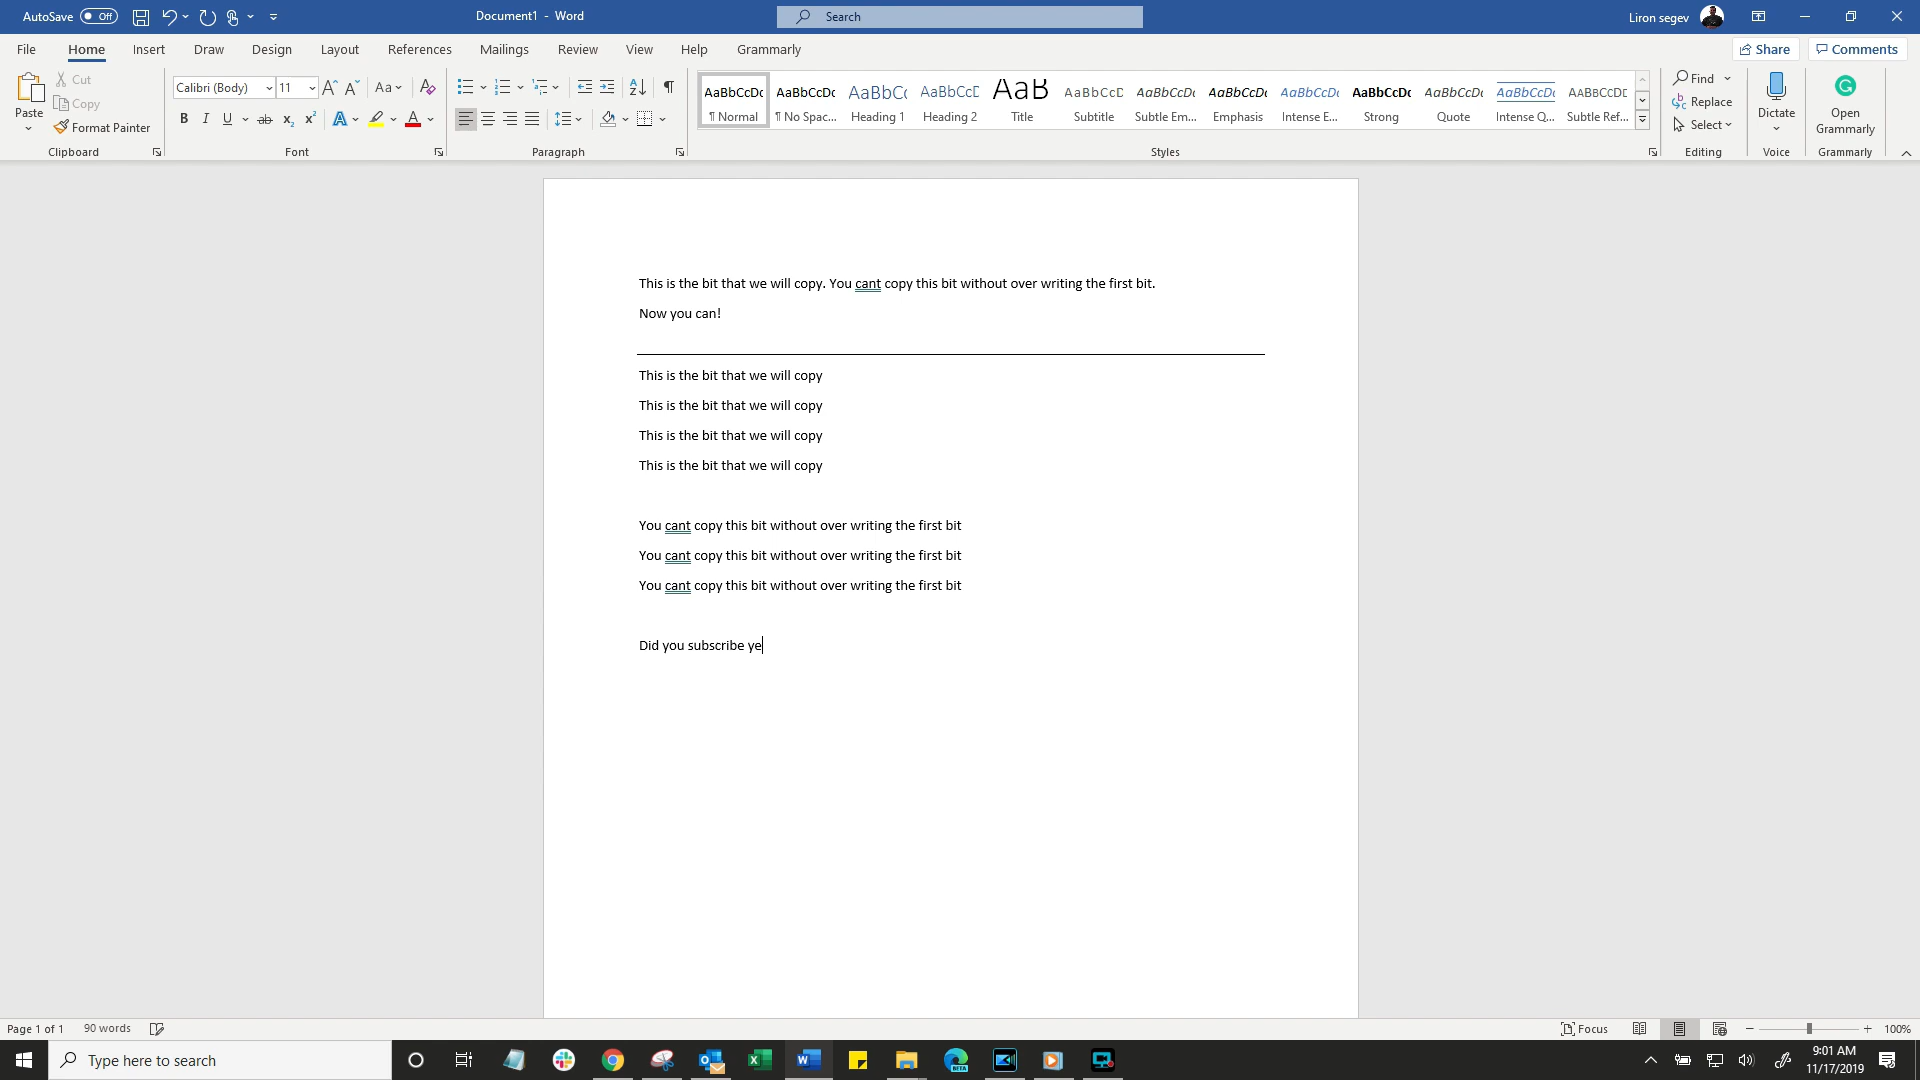 AutoSave Off Document1 - Word Search Liron segev
File Home Insert Draw Design Layout References Mailings Review View Help Grammarly Share Comments
Paste Cut Copy Format Painter Clipboard
Calibri (Body) 11 Aa Font
Paragraph
AaBbCcDc AaBbCcDc AaBbCc AaBbCcD AaB AaBbCcD AaBbCcDc AaBbCcDc AaBbCcDc AaBbCcDc AaBbCcDc AaBbCcDc AABBCCDD
¶ Normal ¶ No Spac... Heading 1 Heading 2 Title Subtitle Subtle Em... Emphasis Intense E... Strong Quote Intense Q... Subtle Ref...
Styles
Find
Replace
Select
Editing
Dictate
Voice
Open
Grammarly
Grammarly
This is the bit that we will copy. You cant copy this bit without over writing the first bit.
Now you can!
This is the bit that we will copy
This is the bit that we will copy
This is the bit that we will copy
This is the bit that we will copy
You cant copy this bit without over writing the first bit
You cant copy this bit without over writing the first bit
You cant copy this bit without over writing the first bit
Did you subscribe ye
Page 1 of 1 90 words Focus 100%
Type here to search
9:01 AM
11/17/2019